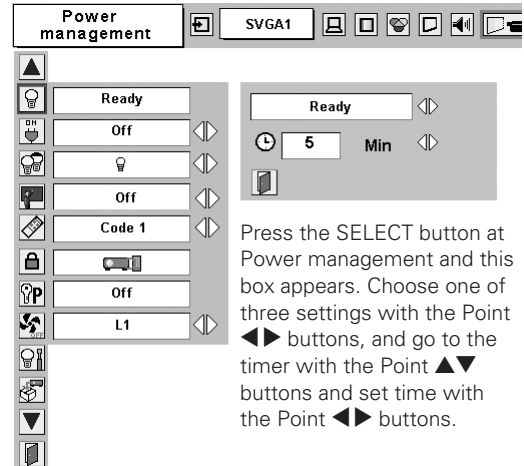 Power
management
SVGA1
Ready
ON
Off
Off
Code 1
P
Off
OFF
L1
Ready
5 Min
Press the SELECT button at
Power management and this
box appears. Choose one of
three settings with the Point
◀▶ buttons, and go to the
timer with the Point ▲▼
buttons and set time with
the Point ◀▶ buttons.